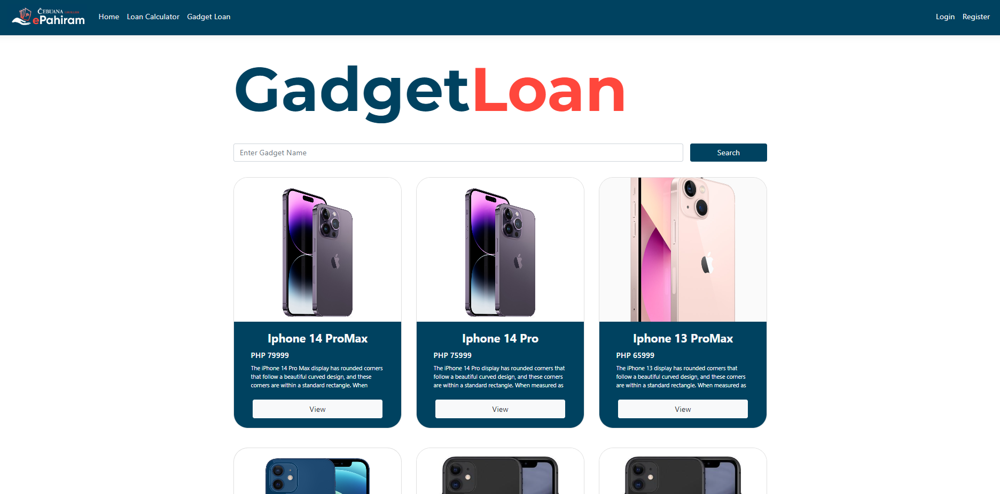 ČEBUANA LHUILLIER
ePahiram
Home
Loan Calculator
Gadget Loan
Login
Register
GadgetLoan
Enter Gadget Name
Search
Iphone 14 ProMax
PHP 79999
The iPhone 14 Pro Max display has rounded corners
that follow a beautiful curved design, and these
corners are within a standard rectangle. When
View
Iphone 14 Pro
PHP 75999
The iPhone 14 Pro display has rounded corners that
follow a beautiful curved design, and these corners
are within a standard rectangle. When measured as
View
Iphone 13 ProMax
PHP 65999
The iPhone 13 display has rounded corners that
follow a beautiful curved design, and these corners
are within a standard rectangle. When measured as
View